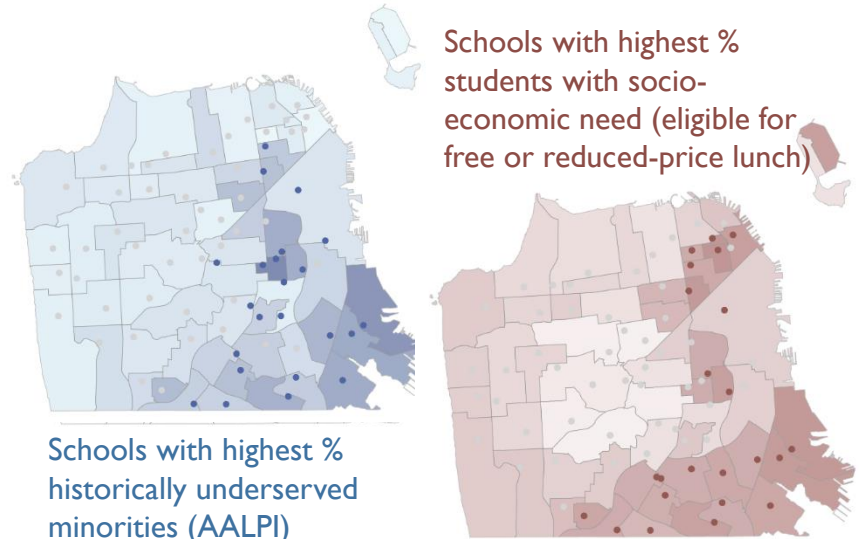 Schools with highest %
students with socio-
economic need (eligible for
free or reduced-price lunch)
Schools with highest %
historically underserved
minorities (AALPI)